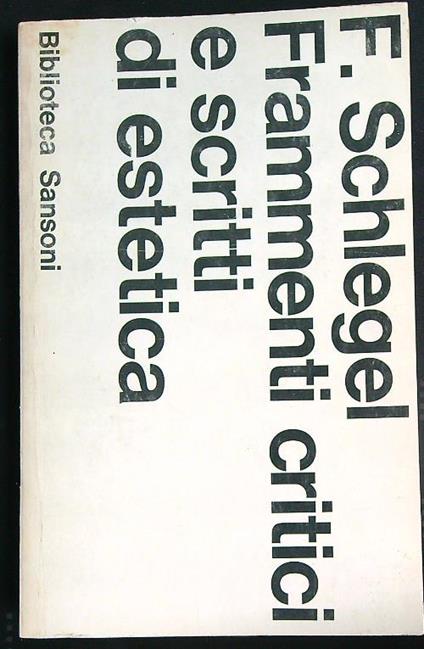 F. Schlegel
Frammenti critici
e scritti
di estetica
Biblioteca Sansoni